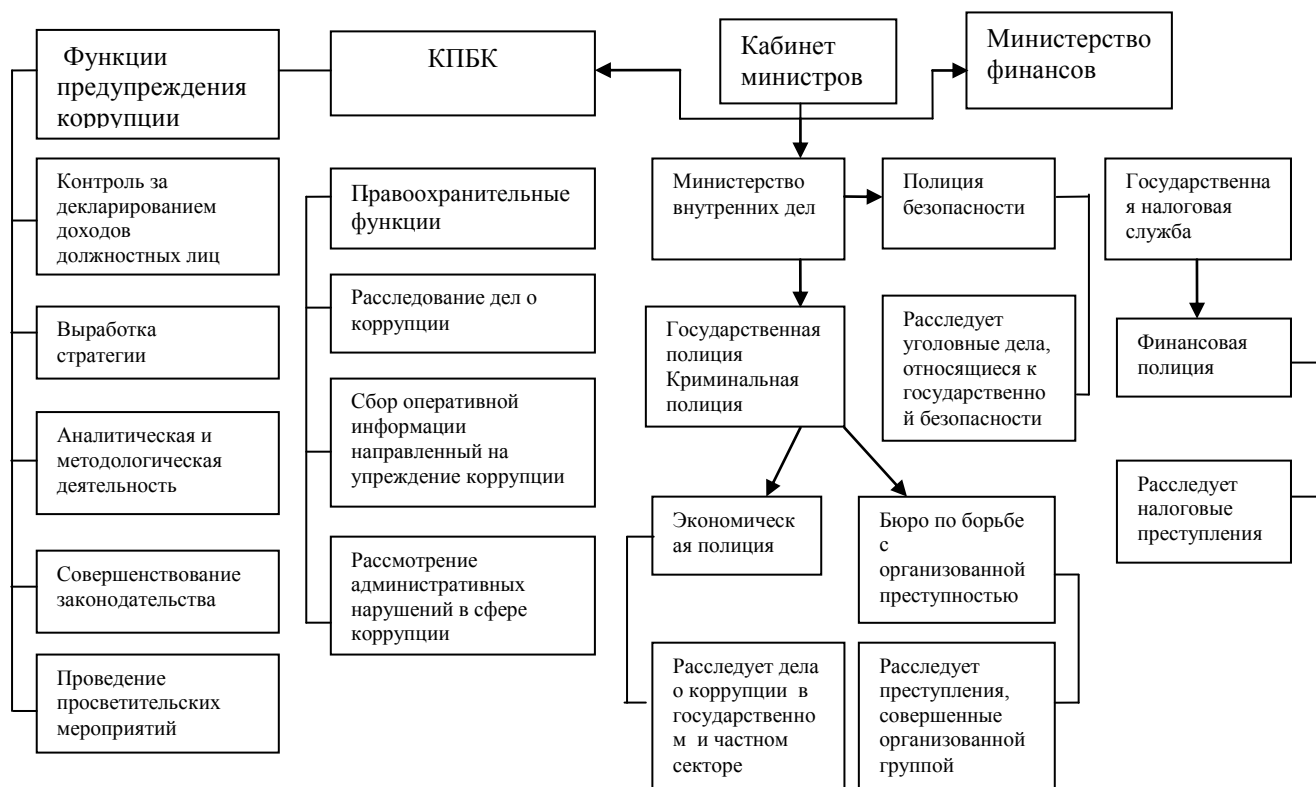 Функции
предупреждения
коррупции
КПБК
Кабинет
министров
Министерство
финансов
Контроль за
декларированием
доходов
должностных лиц
Выработка
стратегии
Аналитическая и
методологическая
деятельность
Совершенствование
законодательства
Проведение
просветительских
мероприятий
Правоохранительные
функции
Расследование дел о
коррупции
Сбор оперативной
информации
направленный на
упреждение коррупции
Рассмотрение
административных
нарушений в сфере
коррупции
Министерство
внутренних дел
Полиция
безопасности
Государственна
я налоговая
служба
Государственная
полиция
Криминальная
полиция
Расследует
уголовные дела,
относящиеся к
государственно
й безопасности
Финансовая
полиция
Экономическ
ая полиция
Бюро по борьбе
с
организованной
преступностью
Расследует
налоговые
преступления
Расследует дела
о коррупции в
государственно
м и частном
секторе
Расследует
преступления,
совершенные
организованной
группой